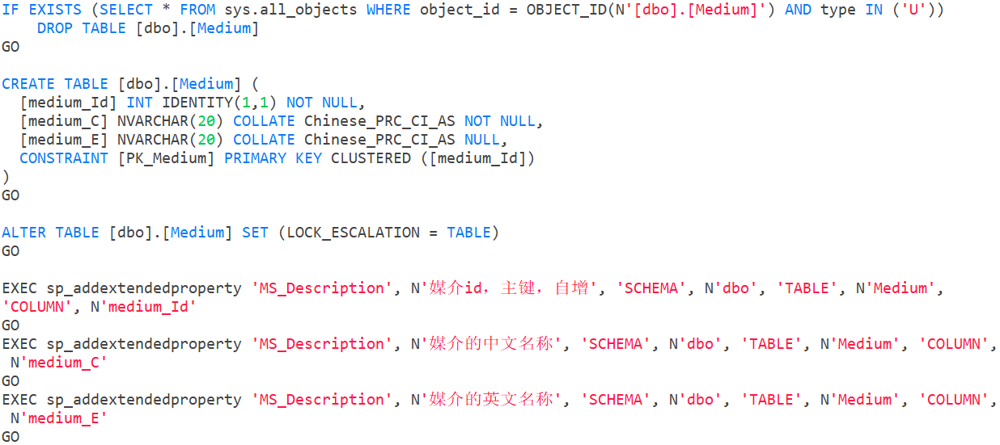 IF EXISTS (SELECT * FROM sys.all_objects WHERE object_id = OBJECT_ID(N'[dbo].[Medium]') AND type IN ('U'))
    DROP TABLE [dbo].[Medium]
GO

CREATE TABLE [dbo].[Medium] (
  [medium_Id] INT IDENTITY(1,1) NOT NULL,
  [medium_C] NVARCHAR(20) COLLATE Chinese_PRC_CI_AS NOT NULL,
  [medium_E] NVARCHAR(20) COLLATE Chinese_PRC_CI_AS NULL,
  CONSTRAINT [PK_Medium] PRIMARY KEY CLUSTERED ([medium_Id])
)
GO

ALTER TABLE [dbo].[Medium] SET (LOCK_ESCALATION = TABLE)
GO

EXEC sp_addextendedproperty 'MS_Description', N'媒介id，主键，自增', 'SCHEMA', N'dbo', 'TABLE', N'Medium',
'COLUMN', N'medium_Id'
GO
EXEC sp_addextendedproperty 'MS_Description', N'媒介的中文名称', 'SCHEMA', N'dbo', 'TABLE', N'Medium', 'COLUMN',
 N'medium_C'
GO
EXEC sp_addextendedproperty 'MS_Description', N'媒介的英文名称', 'SCHEMA', N'dbo', 'TABLE', N'Medium', 'COLUMN',
 N'medium_E'
GO